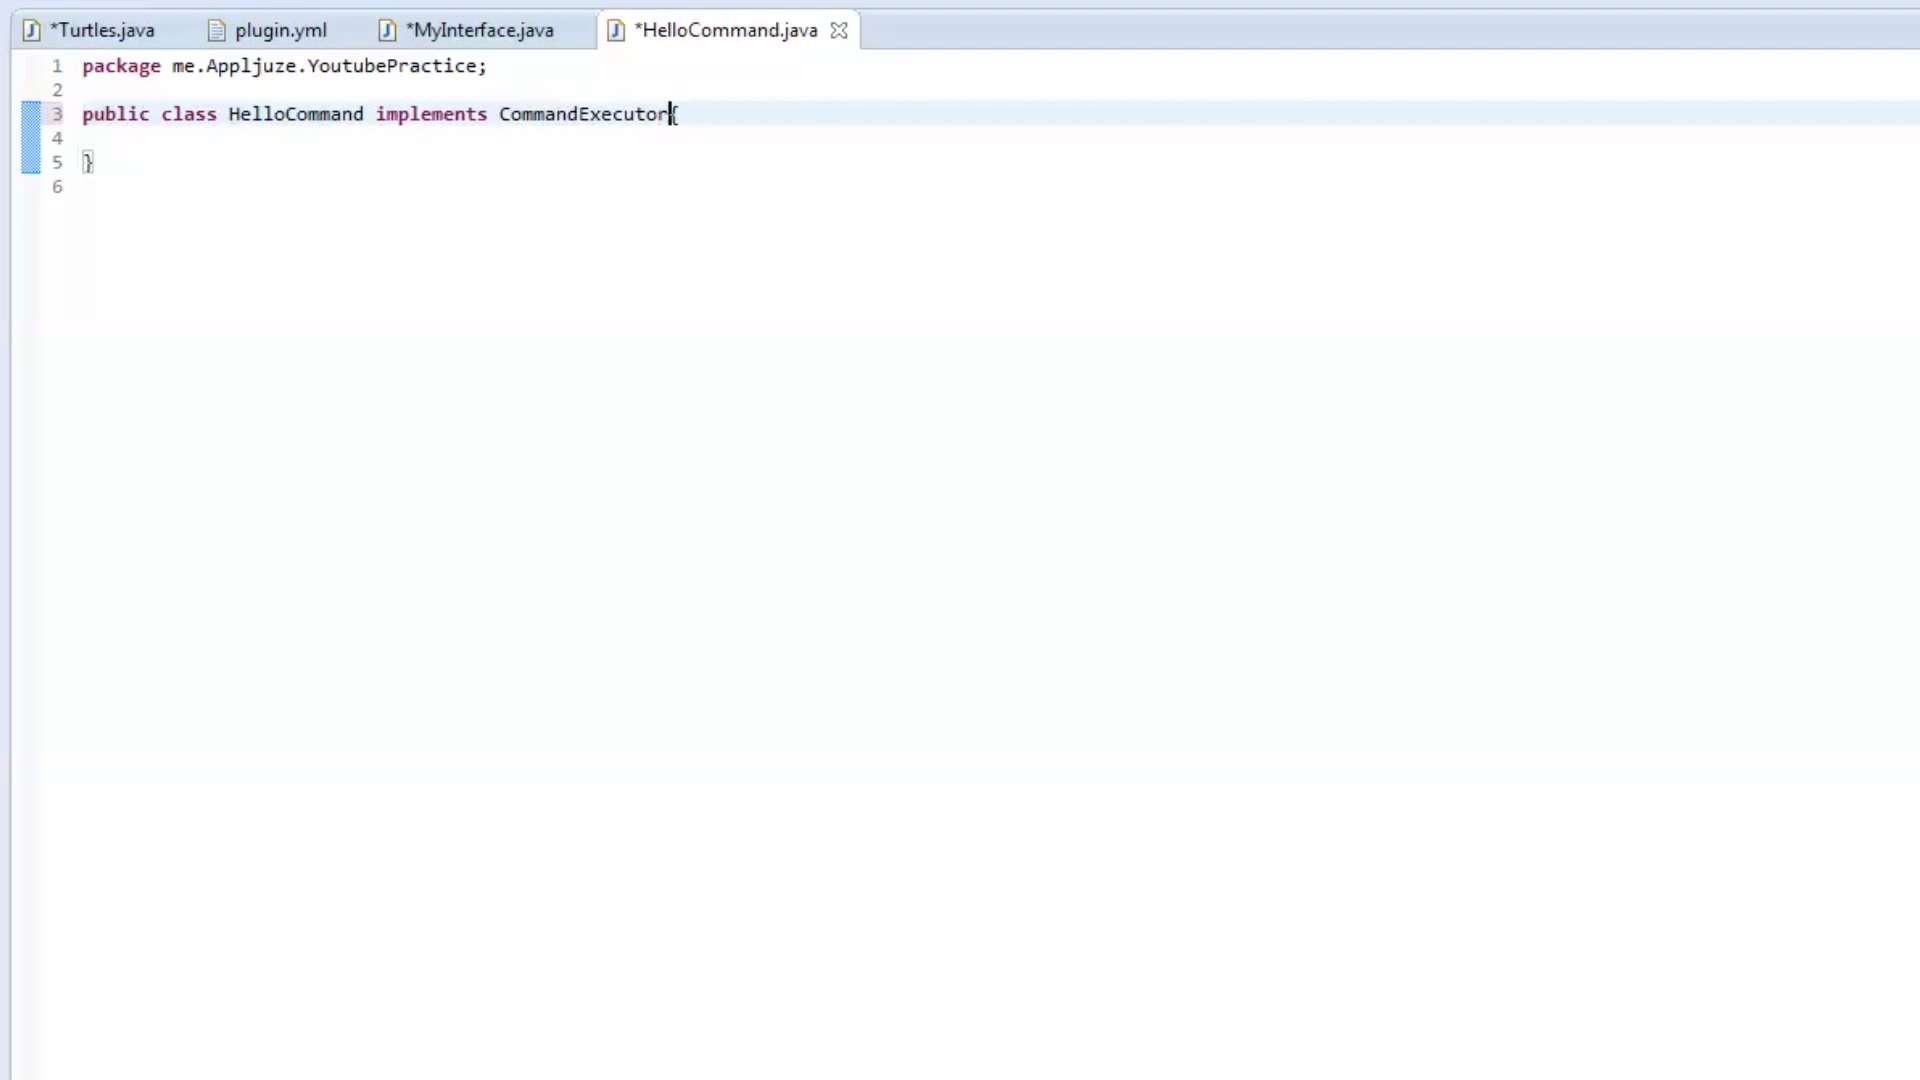 *Turtles.java plugin.yml *MyInterface.java *HelloCommand.java
1 package me.Appljuze.YoutubePractice;
2
3 public class HelloCommand implements CommandExecutor{
4
5 }
6